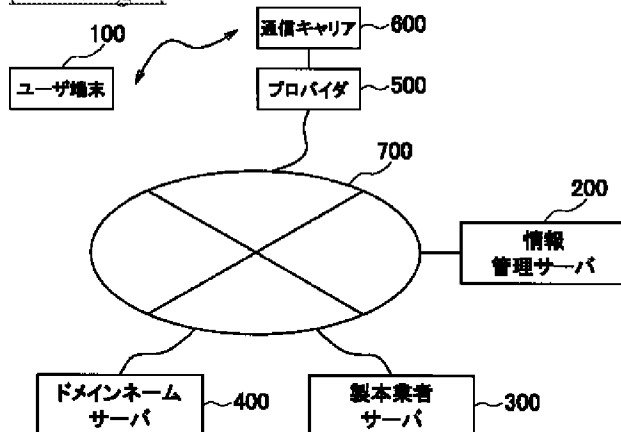 100
通信キャリア
600
ユーザ端末
プロバイダ
500
700
200
情報
管理サーバ
ドメインネーム
サーバ
400
製本業者
サーバ
300